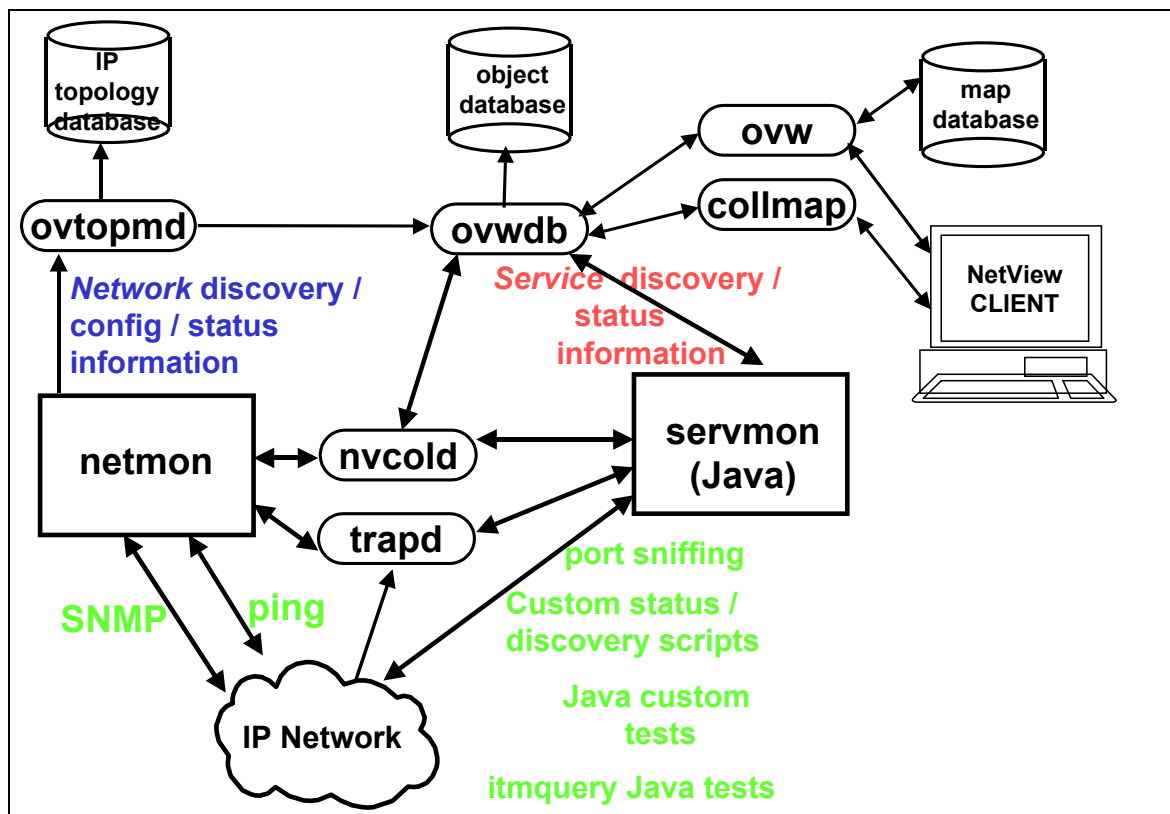 IP
topology
database
object
database
map
database
ovw
collmap
ovtopmd
ovwdb
NetView
CLIENT
Network discovery /
config / status
information
Service discovery /
status
information
netmon
nvcold
servmon
(Java)
trapd
SNMP
ping
port sniffing
Custom status /
discovery scripts
Java custom
tests
itmquery Java tests
IP Network